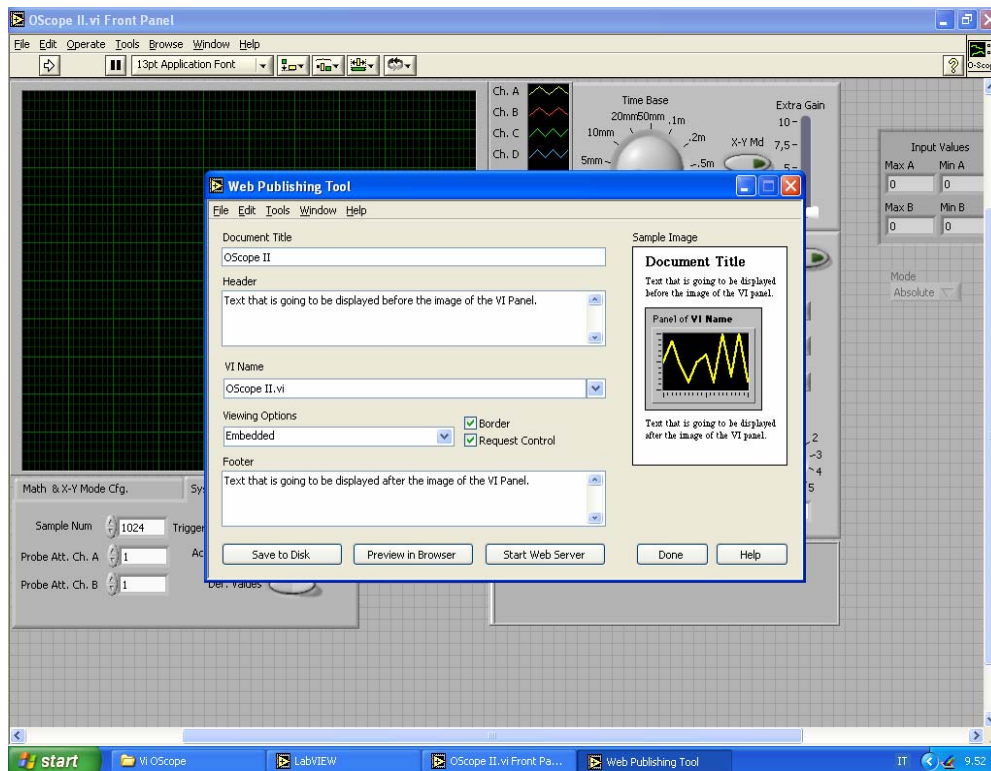 OScope II.vi Front Panel
File Edit Operate Tools Browse Window Help
13pt Application Font
Ch. A
Ch. B
Ch. C
Ch. D
Time Base
20mm
50mm
.1m
10mm
.2m
5mm
.5m
X-Y Md
Extra Gain
10
7,5
5
Input Values
Max A Min A
0 0
Max B Min B
0 0
Mode
Absolute
Web Publishing Tool
File Edit Tools Window Help
Document Title
OScope II
Header
Text that is going to be displayed before the image of the VI Panel.
VI Name
OScope II.vi
Viewing Options
Embedded
Border
Request Control
Footer
Text that is going to be displayed after the image of the VI Panel.
Save to Disk Preview in Browser Start Web Server Done Help
Sample Image
Document Title
Text that is going to be displayed
before the image of the VI panel.
Panel of VI Name
Text that is going to be displayed
after the image of the VI panel.
2
3
4
5
Math & X-Y Mode Cfg.
Sample Num 1024
Probe Att. Ch. A 1
Probe Att. Ch. B 1
Def. Values
start Vi OScope LabVIEW OScope II.vi Front Pa... Web Publishing Tool IT 9.52